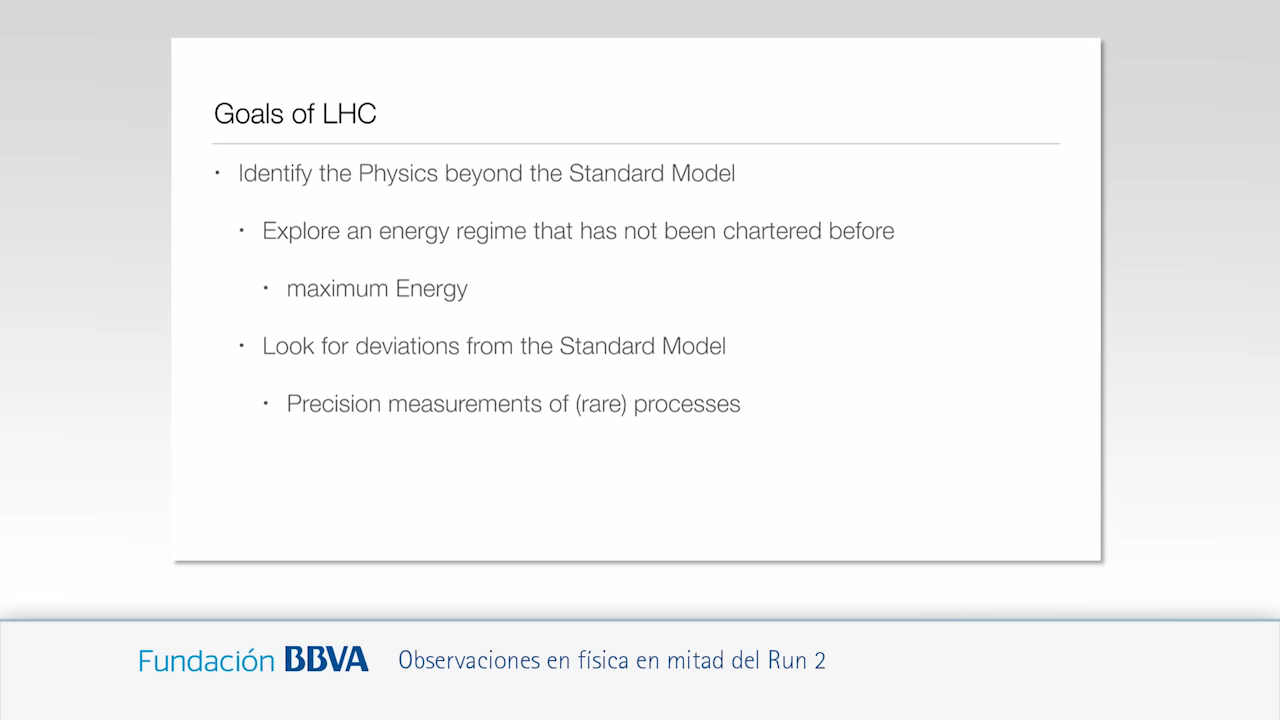 Goals of LHC
• Identify the Physics beyond the Standard Model
• Explore an energy regime that has not been chartered before
• maximum Energy
• Look for deviations from the Standard Model
• Precision measurements of (rare) processes
Fundación BBVA Observaciones en física en mitad del Run 2